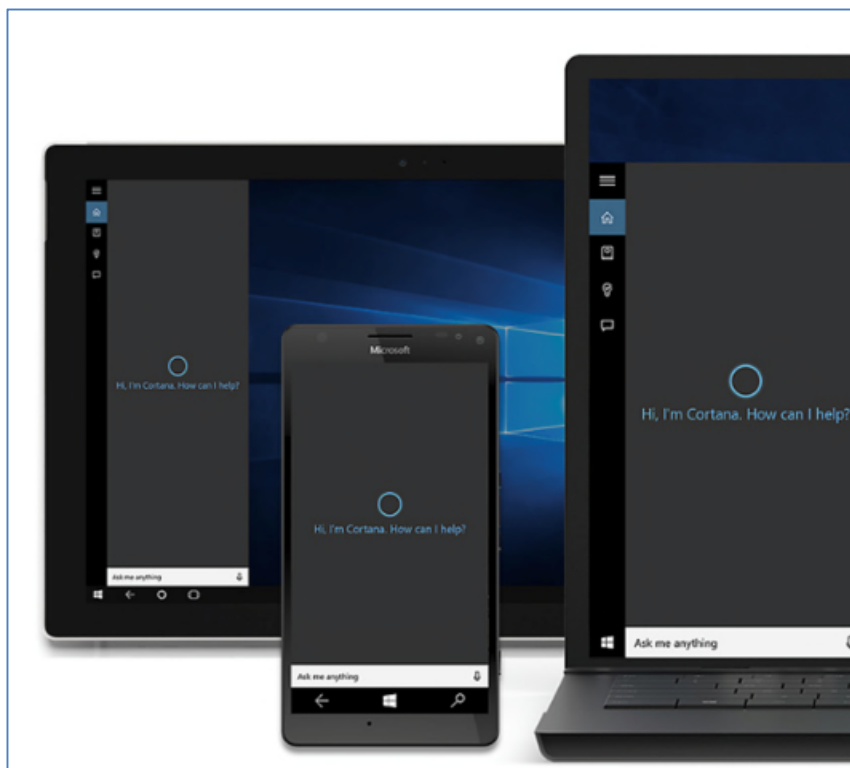 Hi, I'm Cortana. How can I help?
Ask me anything
Microsoft
Hi, I'm Cortana. How can I help?
Ask me anything
Hi, I'm Cortana. How can I help?
Ask me anything